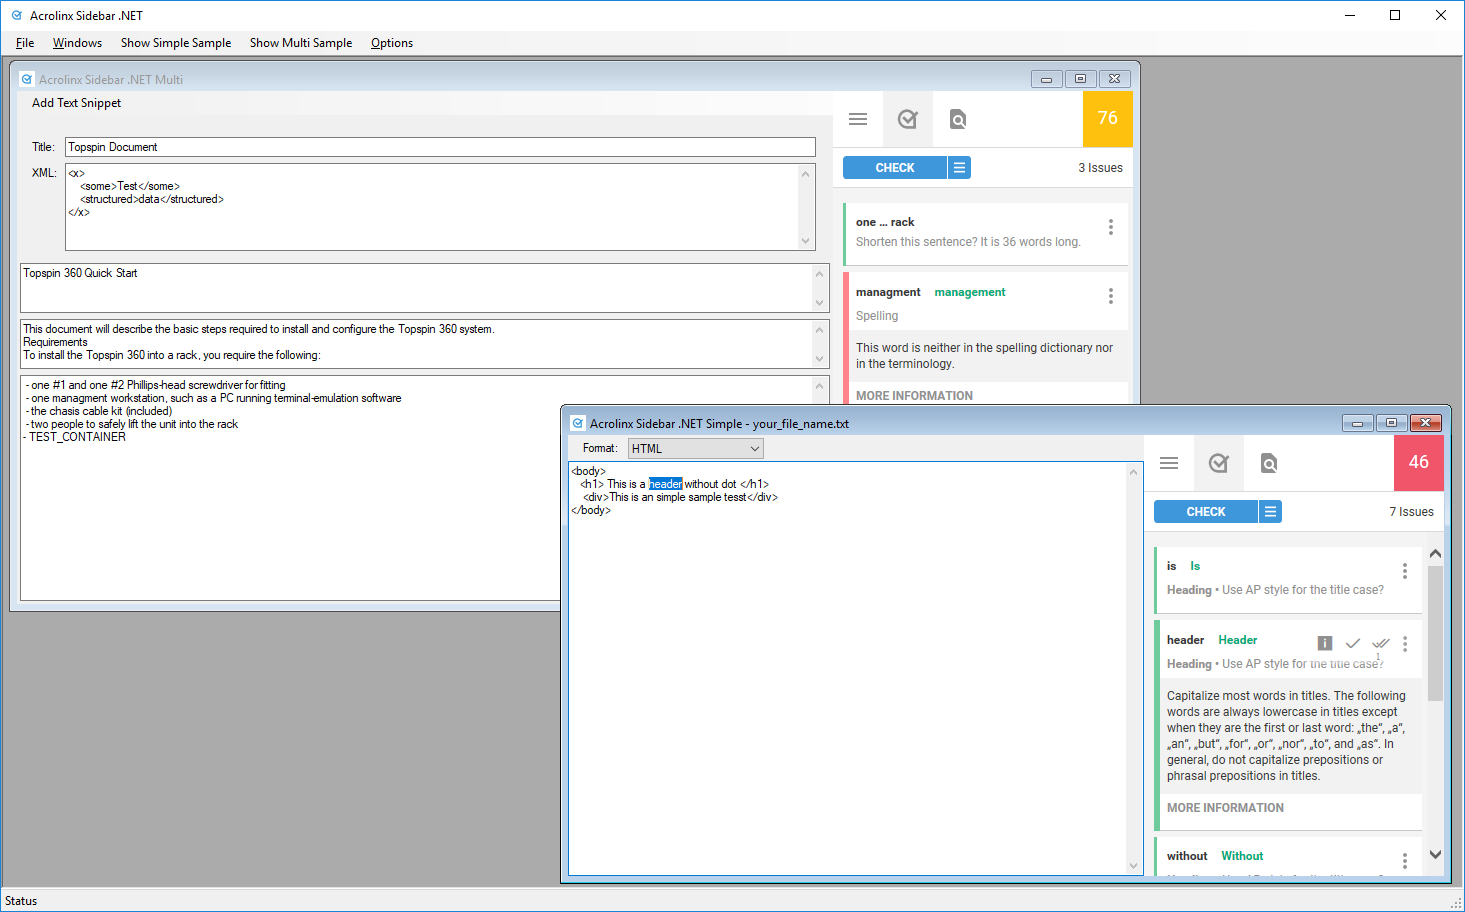 Acrolinx Sidebar .NET
File Windows Show Simple Sample Show Multi Sample Options
Acrolinx Sidebar .NET Multi
Add Text Snippet
Title: Topspin Document
XML: <x>
<some>Test</some>
<structured>data</structured>
</x>
Topspin 360 Quick Start
This document will describe the basic steps required to install and configure the Topspin 360 system.
Requirements
To install the Topspin 360 into a rack, you require the following:
- one #1 and one #2 Phillips-head screwdriver for fitting
- one managment workstation, such as a PC running terminal-emulation software
- the chasis cable kit (included)
- two people to safely lift the unit into the rack
- TEST_CONTAINER
76
CHECK 3 Issues
one ... rack
Shorten this sentence? It is 36 words long.
managment management
Spelling
This word is neither in the spelling dictionary nor
in the terminology.
MORE INFORMATION
Acrolinx Sidebar .NET Simple - your_file_name.txt
Format: HTML
<body>
<h1> This is a header without dot </h1>
<div>This is an simple sample tesst</div>
</body>
46
CHECK 7 Issues
is Is
Heading • Use AP style for the title case?
header Header
1
Heading • Use AP style for the title case?
Capitalize most words in titles. The following
words are always lowercase in titles except
when they are the first or last word: „the“, „a“,
„an“, „but“, „for“, „or“, „nor“, „to“, and „as“. In
general, do not capitalize prepositions or
phrasal prepositions in titles.
MORE INFORMATION
without Without
Status